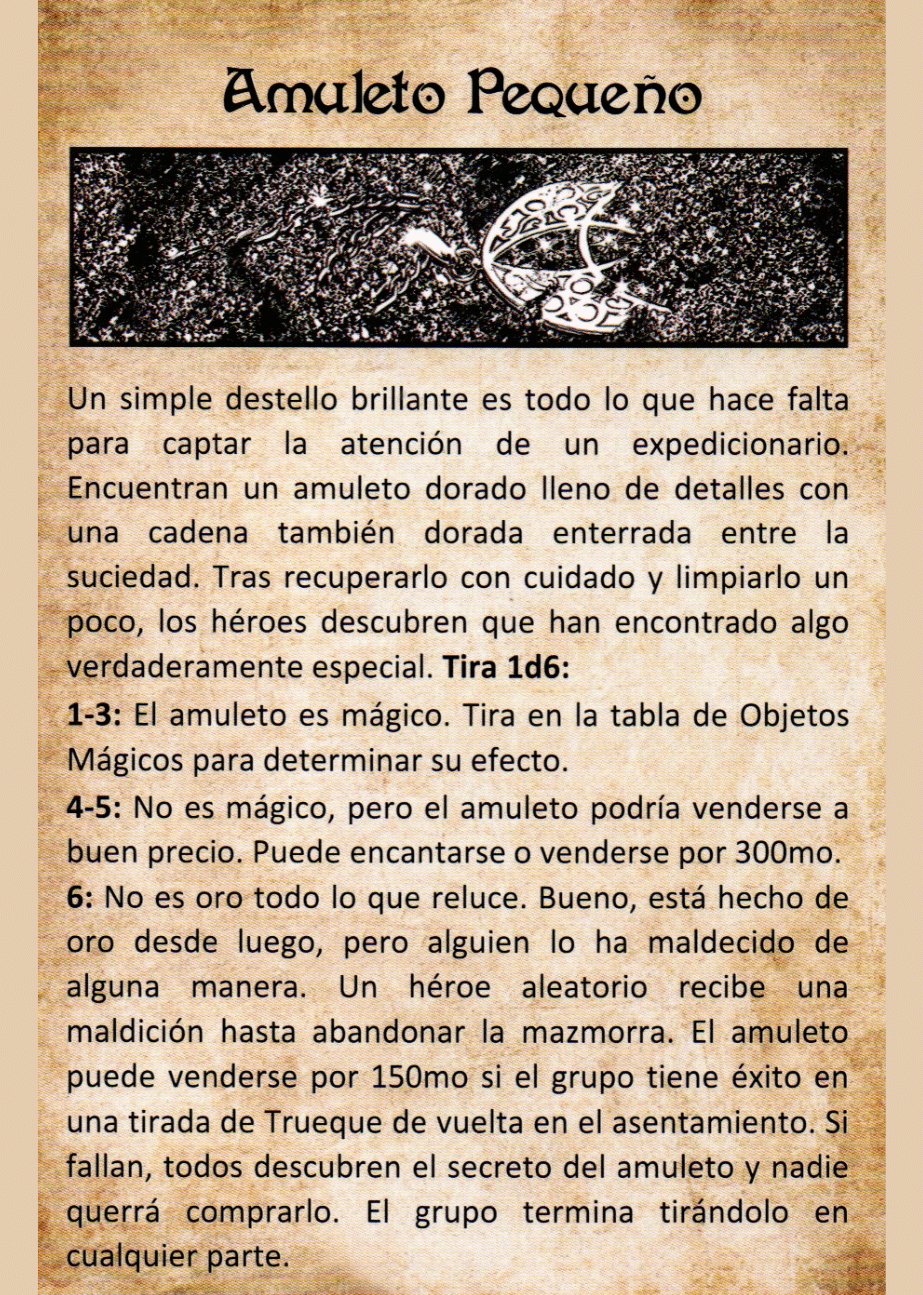 Amuleto Pequeño
Un simple destello brillante es todo lo que hace falta
para captar la atención de un expedicionario.
Encuentran un amuleto dorado lleno de detalles con
una cadena también dorada enterrada entre la
suciedad. Tras recuperarlo con cuidado y limpiarlo un
poco, los héroes descubren que han encontrado algo
verdaderamente especial. Tira 1d6:
1-3: El amuleto es mágico. Tira en la tabla de Objetos
Mágicos para determinar su efecto.
4-5: No es mágico, pero el amuleto podría venderse a
buen precio. Puede encantarse o venderse por 300mo.
6: No es oro todo lo que reluce. Bueno, está hecho de
oro desde luego, pero alguien lo ha maldecido de
alguna manera. Un héroe aleatorio recibe una
maldición hasta abandonar la mazmorra. El amuleto
puede venderse por 150mo si el grupo tiene éxito en
una tirada de Trueque de vuelta en el asentamiento. Si
fallan, todos descubren el secreto del amuleto y nadie
querrá comprarlo. El grupo termina tirándolo en
cualquier parte.